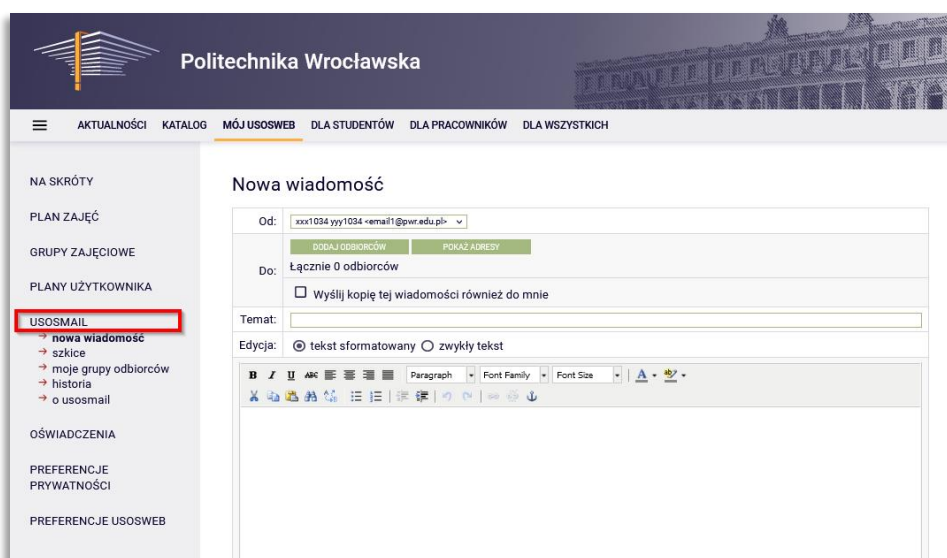 Politechnika Wrocławska
AKTUALNOŚCI KATALOG MÓJ USOSWEB DLA STUDENTÓW DLA PRACOWNIKÓW DLA WSZYSTKICH
NA SKRÓTY
PLAN ZAJĘĆ
GRUPY ZAJĘCIOWE
PLANY UŻYTKOWNIKA
USOSMAIL
nowa wiadomość
szkice
moje grupy odbiorców
historia
o usosmail
OŚWIADCZENIA
PREFERENCJE
PRYWATNOŚCI
PREFERENCJE USOSWEB
Nowa wiadomość
Od: xxx1034 yyy1034 <email1@pwr.edu.pl>
DODAJ ODBIORCÓW POKAŻ ADRESY
Do: Łącznie 0 odbiorców
Wyślij kopię tej wiadomości również do mnie
Temat:
Edycja: tekst sformatowany zwykły tekst
B I U ABC Paragraph Font Family Font Size A ab